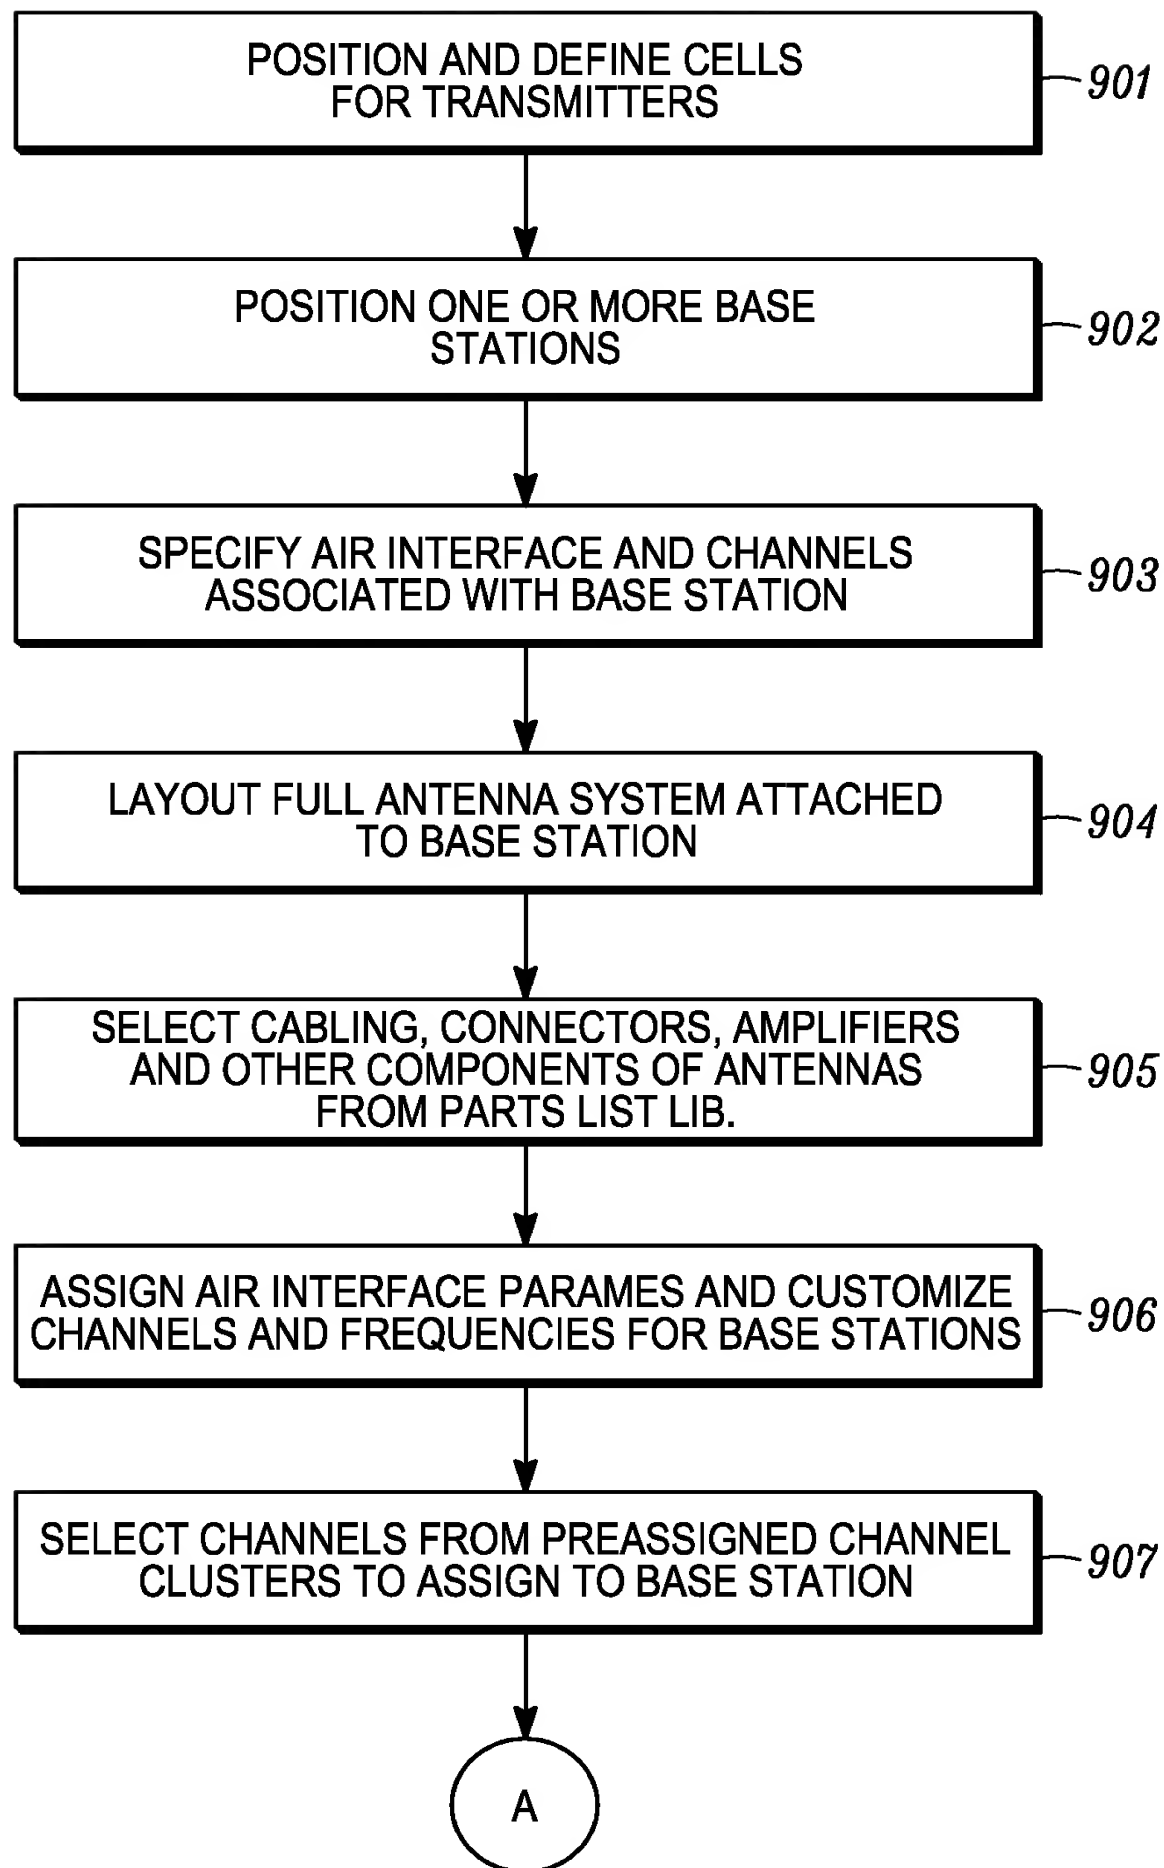 POSITION AND DEFINE CELLS
FOR TRANSMITTERS
901
POSITION ONE OR MORE BASE
STATIONS
902
SPECIFY AIR INTERFACE AND CHANNELS
ASSOCIATED WITH BASE STATION
903
LAYOUT FULL ANTENNA SYSTEM ATTACHED
TO BASE STATION
904
SELECT CABLING, CONNECTORS, AMPLIFIERS
AND OTHER COMPONENTS OF ANTENNAS
FROM PARTS LIST LIB.
905
ASSIGN AIR INTERFACE PARAMES AND CUSTOMIZE
CHANNELS AND FREQUENCIES FOR BASE STATIONS
906
SELECT CHANNELS FROM PREASSIGNED CHANNEL
CLUSTERS TO ASSIGN TO BASE STATION
907
A